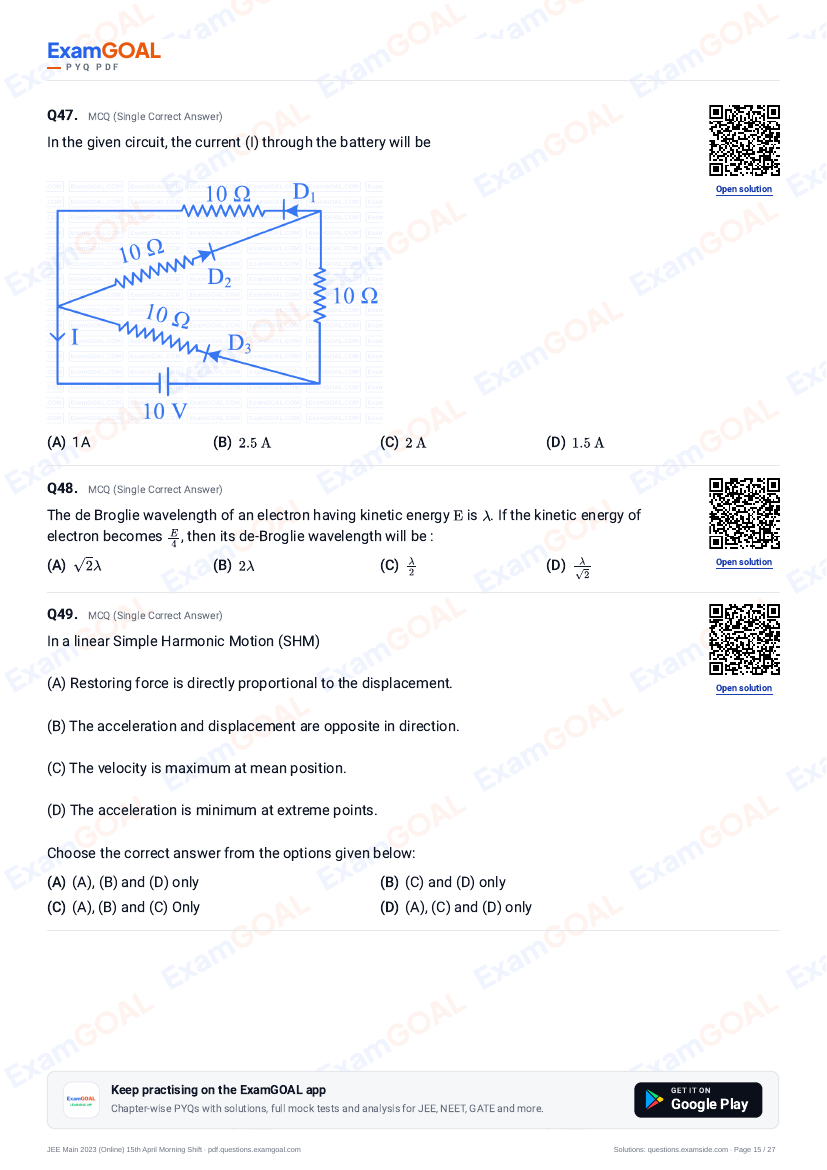 ExamGOAL
PYQ PDF
Q47. MCQ (Single Correct Answer)
In the given circuit, the current (I) through the battery will be
Open solution
10 Ω D₁
10 Ω
D₂
10 Ω
10 Ω
I
D₃
10 V
(A) 1A (B) 2.5 A (C) 2 A (D) 1.5 A
Q48. MCQ (Single Correct Answer)
The de Broglie wavelength of an electron having kinetic energy E is λ. If the kinetic energy of
electron becomes E/4, then its de-Broglie wavelength will be :
Open solution
(A) √2λ (B) 2λ (C) λ/2 (D) λ/√2
Q49. MCQ (Single Correct Answer)
In a linear Simple Harmonic Motion (SHM)
Open solution
(A) Restoring force is directly proportional to the displacement.
(B) The acceleration and displacement are opposite in direction.
(C) The velocity is maximum at mean position.
(D) The acceleration is minimum at extreme points.
Choose the correct answer from the options given below:
(A) (A), (B) and (D) only (B) (C) and (D) only
(C) (A), (B) and (C) Only (D) (A), (C) and (D) only
Keep practising on the ExamGOAL app
Chapter-wise PYQs with solutions, full mock tests and analysis for JEE, NEET, GATE and more.
GET IT ON
Google Play
JEE Main 2023 (Online) 15th April Morning Shift · pdf.questions.examgoal.com
Solutions: questions.examside.com · Page 15 / 27